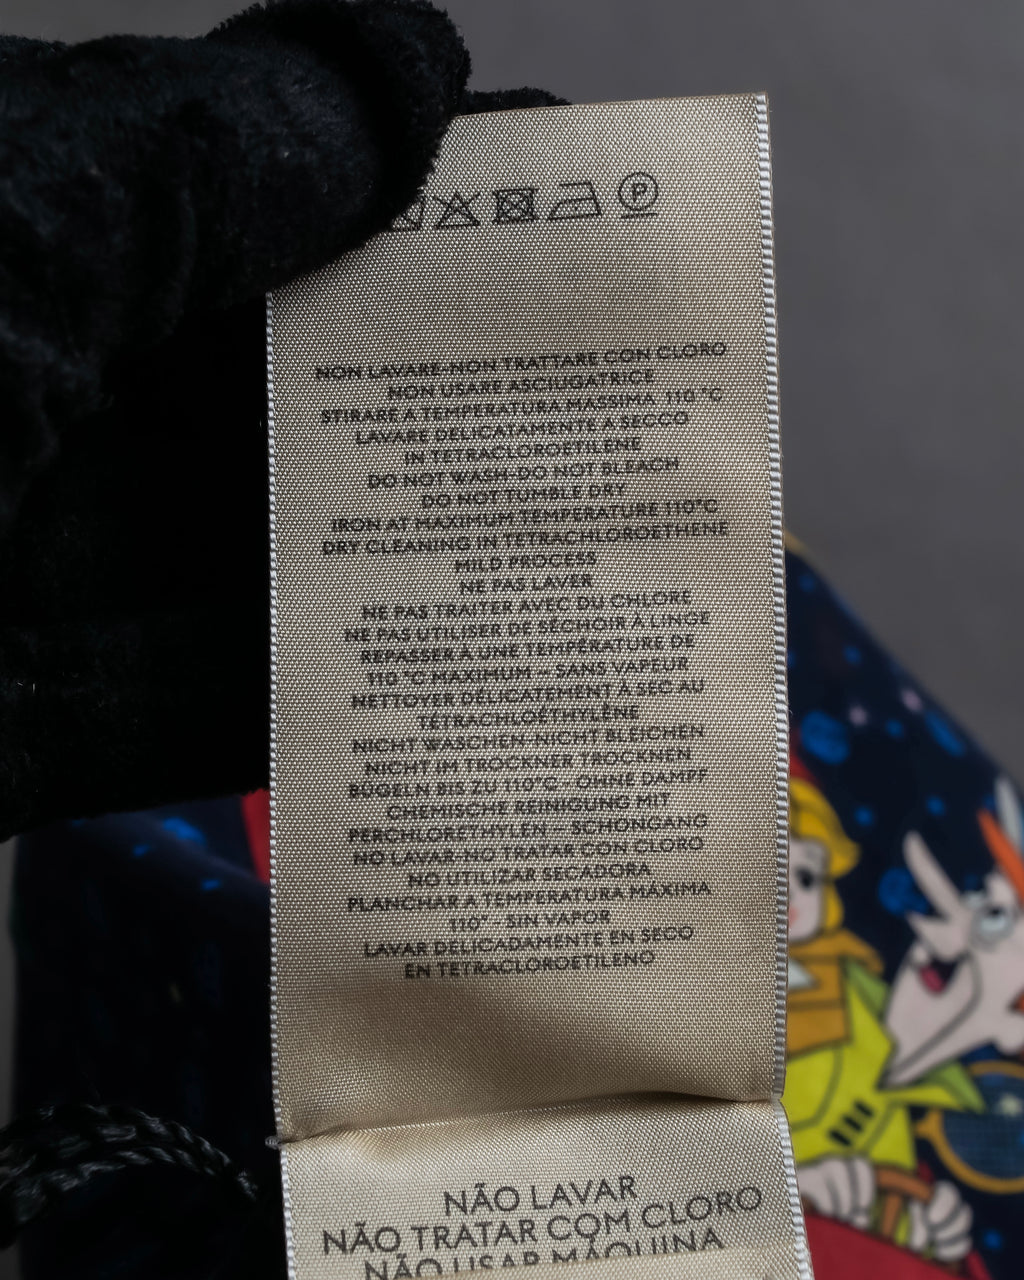 P
NON LAVARE-NON TRATTARE CON CLORO
NON USARE ASCIUGATRICE
STIRARE A TEMPERATURA MASSIMA 110 °C
LAVARE DELICATAMENTE A SECCO
IN TETRACLOROETILENE
DO NOT WASH-DO NOT BLEACH
DO NOT TUMBLE DRY
IRON AT MAXIMUM TEMPERATURE 110°C
DRY CLEANING IN TETRACHLOROETHENE
MILD PROCESS
NE PAS LAVER
NE PAS TRAITER AVEC DU CHLORE
NE PAS UTILISER DE SÉCHOIR À LINGE
REPASSER À UNE TEMPÉRATURE DE
110 °C MAXIMUM – SANS VAPEUR
NETTOYER DÉLICATEMENT À SEC AU
TÉTRACHLOÉTHYLÈNE
NICHT WASCHEN-NICHT BLEICHEN
NICHT IM TROCKNER TROCKNEN
BÜGELN BIS ZU 110°C - OHNE DAMPF
CHEMISCHE REINIGUNG MIT
PERCHLORETHYLEN – SCHONGANG
NO LAVAR-NO TRATAR CON CLORO
NO UTILIZAR SECADORA
PLANCHAR A TEMPERATURA MÁXIMA
110° - SIN VAPOR
LAVAR DELICADAMENTE EN SECO
EN TETRACLOROETILENO
NÃO LAVAR
NÃO TRATAR COM CLORO
NÃO USAR MÁQUINA